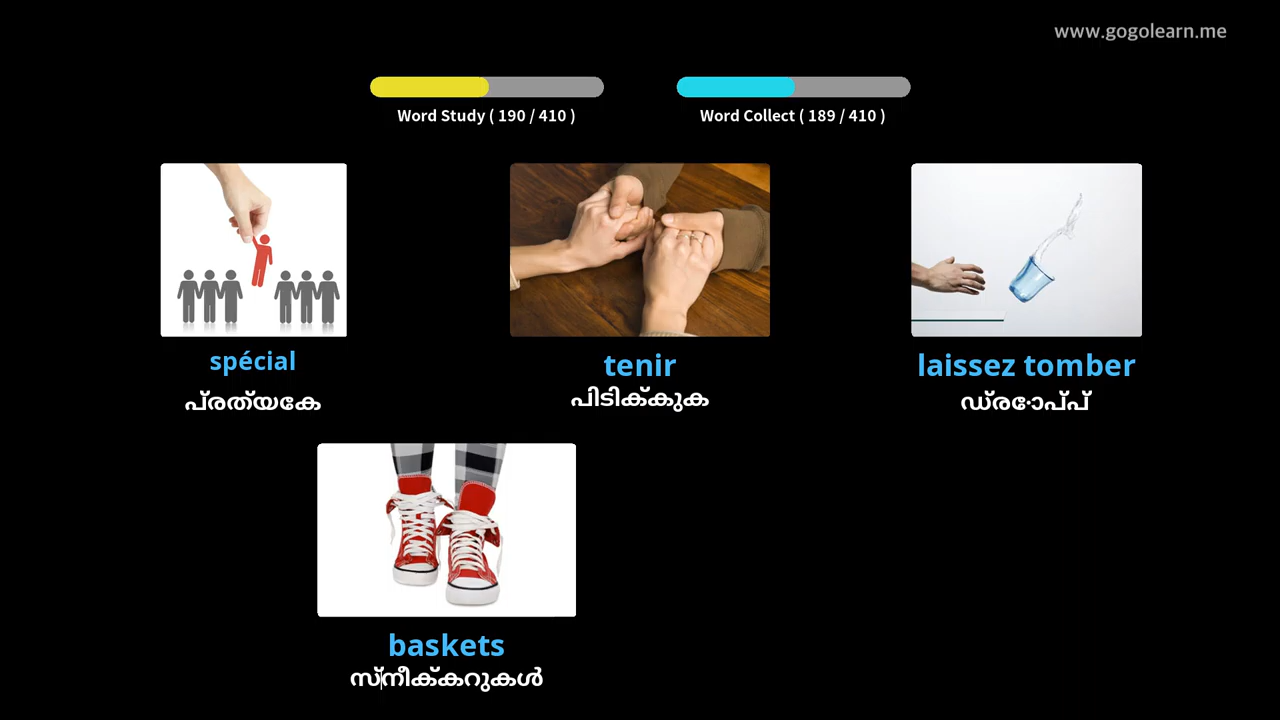 www.gogolearn.me
Word Study ( 190 / 410 )
Word Collect ( 189 / 410 )
spécial
പ്രത്യകേ
tenir
പിടിക്കുക
laissez tomber
ഡ്രോപ്പ്
baskets
സ്നീക്കറുകൾ